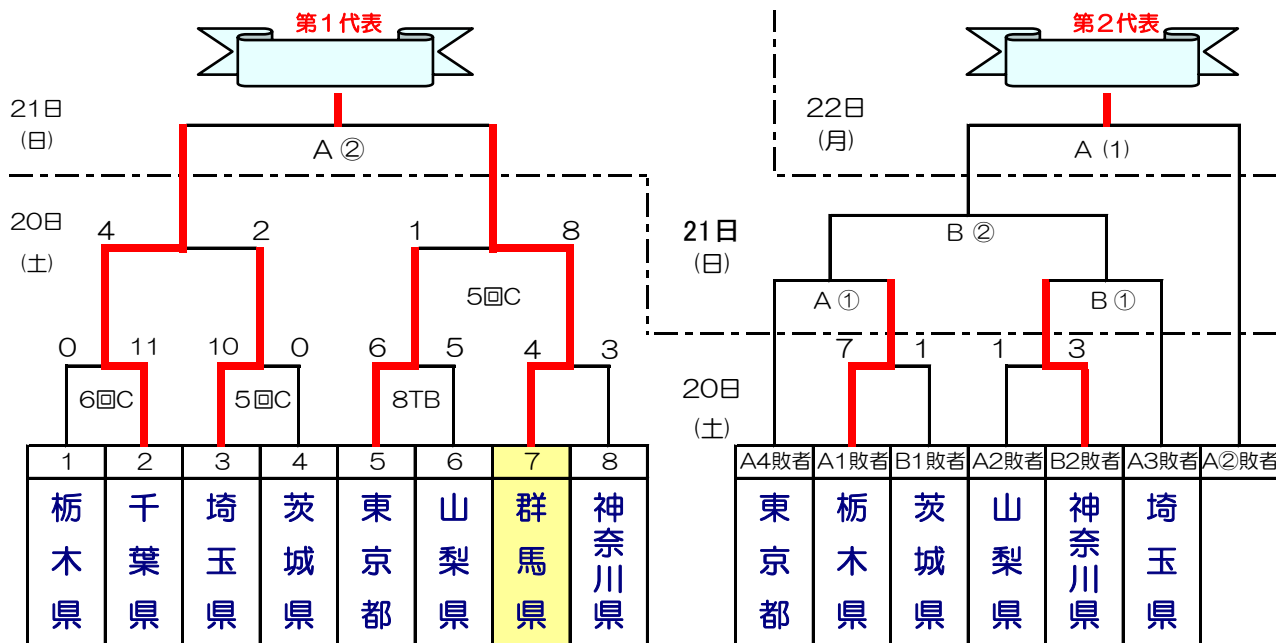 第1代表
第2代表
21日
(日)
A ②
22日
(月)
A (1)
20日
(土)
4 2 1 8
21日
(日)
B ②
5回C
A ①
B ①
0 11 10 0 6 5 4 3
7 1 1 3
6回C
5回C
8TB
20日
(土)
1 2 3 4 5 6 7 8
A4敗者 A1敗者 B1敗者 A2敗者 B2敗者 A3敗者 A②敗者
栃木県
千葉県
埼玉県
茨城県
東京都
山梨県
群馬県
神奈川県
東京都
栃木県
茨城県
山梨県
神奈川県
埼玉県